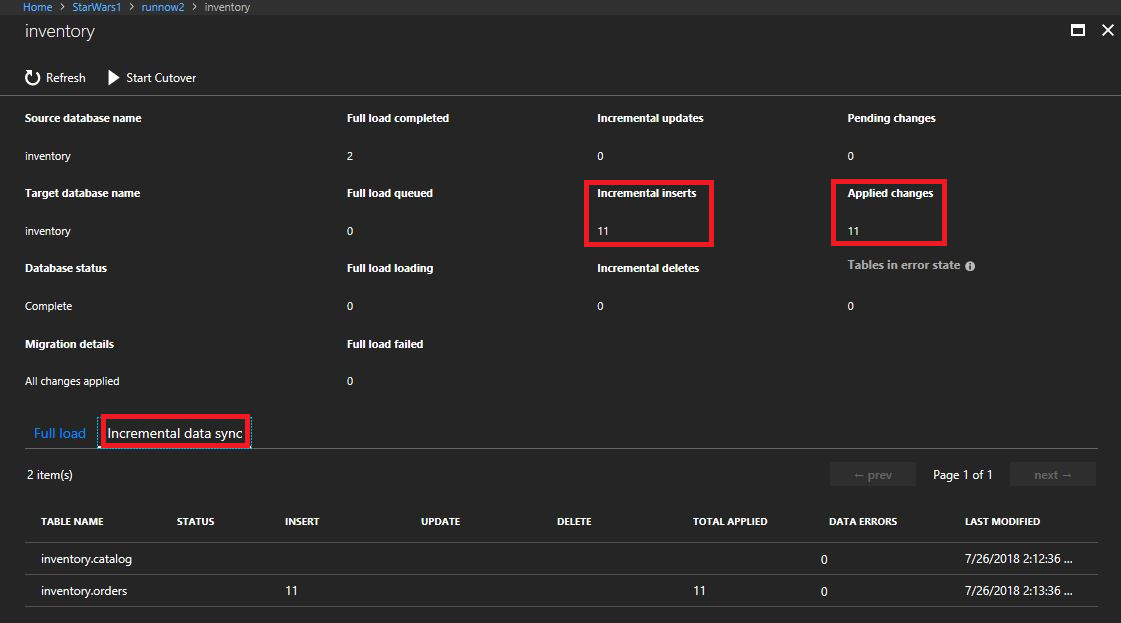 Home > StarWars1 > runnow2 > inventory
inventory
Refresh Start Cutover
Source database name Full load completed Incremental updates Pending changes
inventory 2 0 0
Target database name Full load queued Incremental inserts Applied changes
inventory 0 11 11
Database status Full load loading Incremental deletes Tables in error state
Complete 0 0 0
Migration details Full load failed
All changes applied 0
Full load Incremental data sync
2 item(s) ← prev Page 1 of 1 next →
TABLE NAME STATUS INSERT UPDATE DELETE TOTAL APPLIED DATA ERRORS LAST MODIFIED
inventory.catalog 0 7/26/2018 2:12:36 ...
inventory.orders 11 11 0 7/26/2018 2:13:36 ...